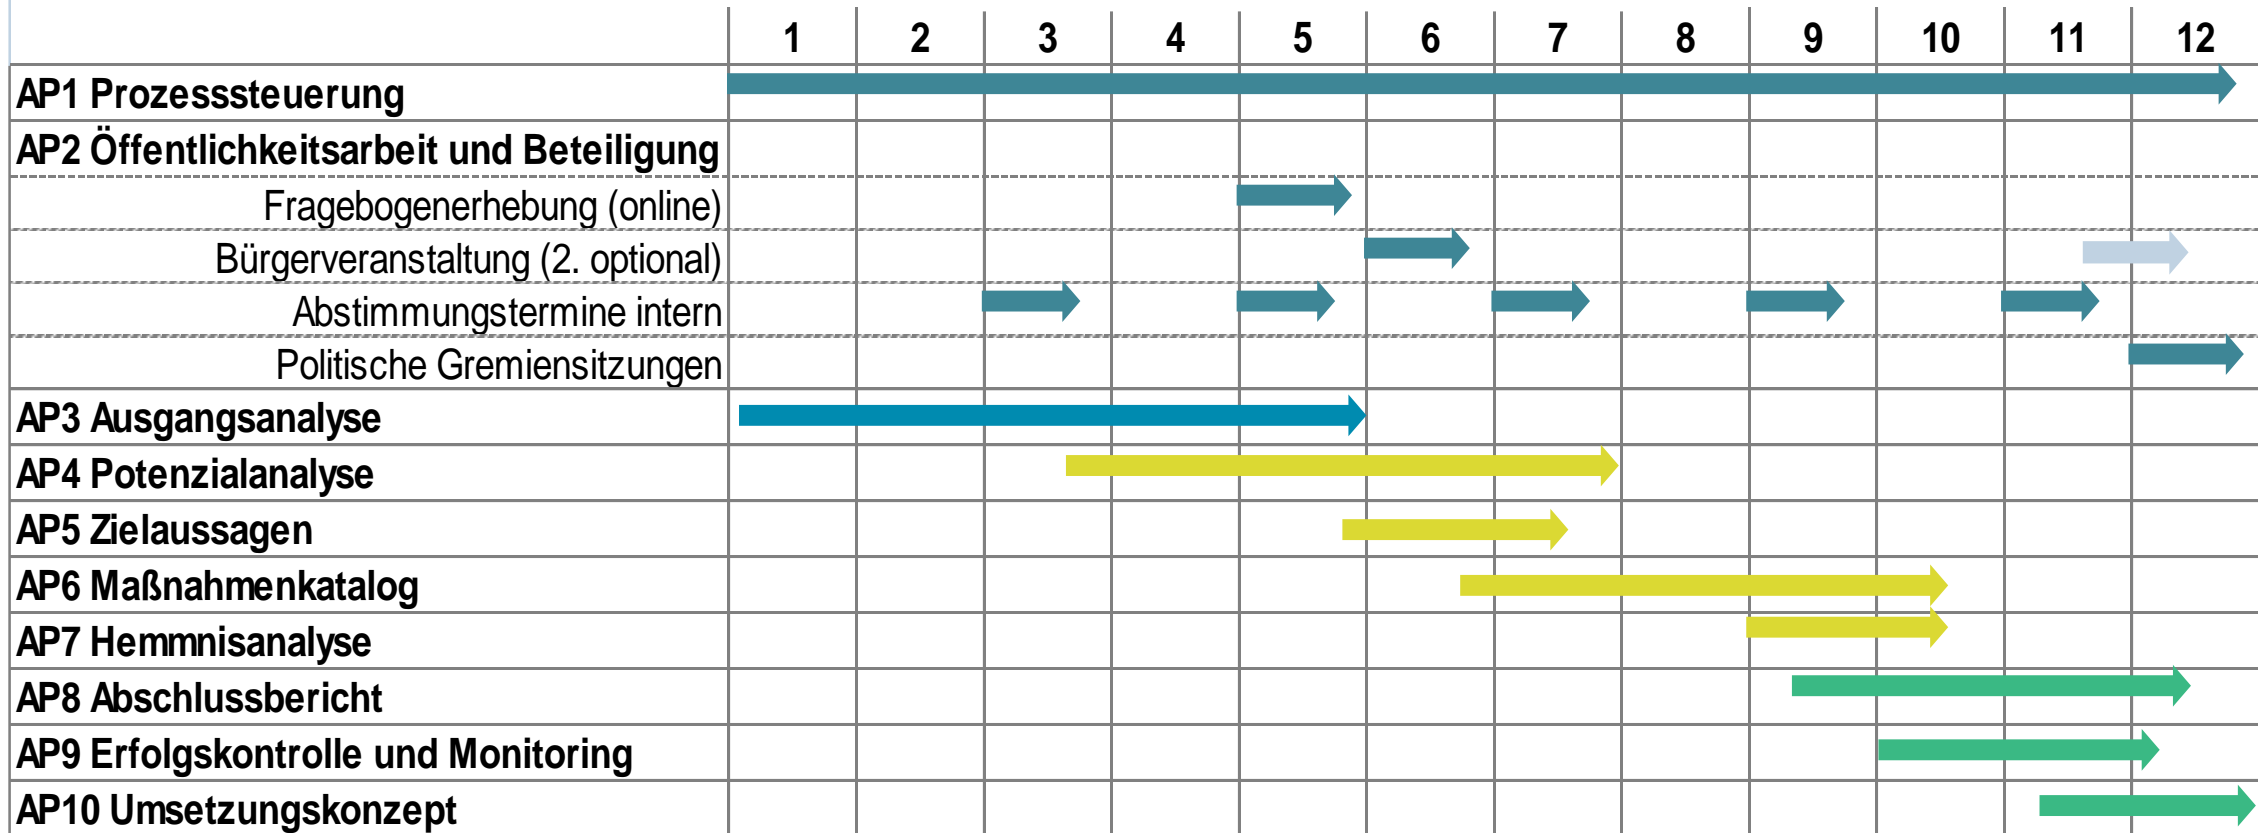 1 2 3 4 5 6 7 8 9 10 11 12
AP1 Prozesssteuerung
AP2 Öffentlichkeitsarbeit und Beteiligung
Fragebogenerhebung (online)
Bürgerveranstaltung (2. optional)
Abstimmungstermine intern
Politische Gremiensitzungen
AP3 Ausgangsanalyse
AP4 Potenzialanalyse
AP5 Zielaussagen
AP6 Maßnahmenkatalog
AP7 Hemmnisanalyse
AP8 Abschlussbericht
AP9 Erfolgskontrolle und Monitoring
AP10 Umsetzungskonzept